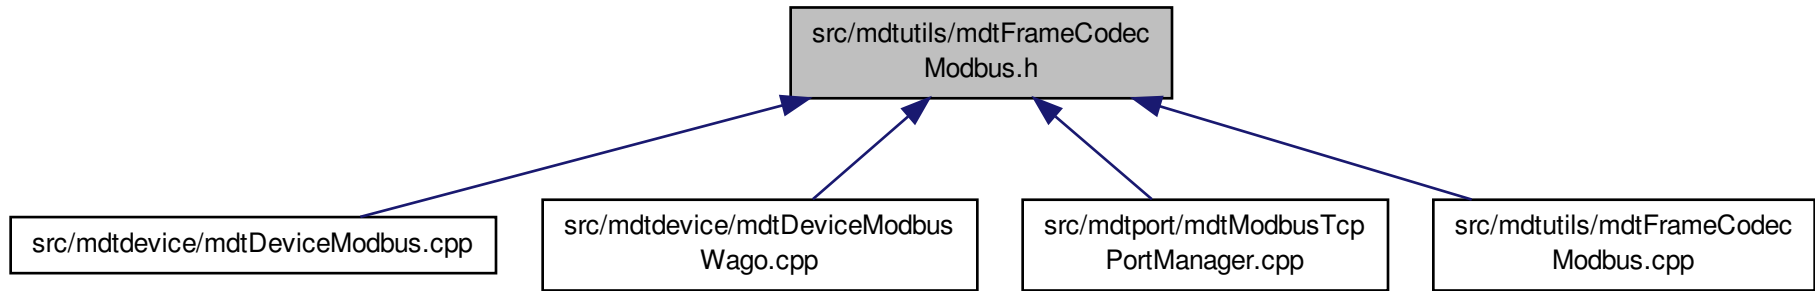 src/mdtutils/mdtFrameCodec
Modbus.h
src/mdtdevice/mdtDeviceModbus.cpp
src/mdtdevice/mdtDeviceModbus
Wago.cpp
src/mdtport/mdtModbusTcp
PortManager.cpp
src/mdtutils/mdtFrameCodec
Modbus.cpp